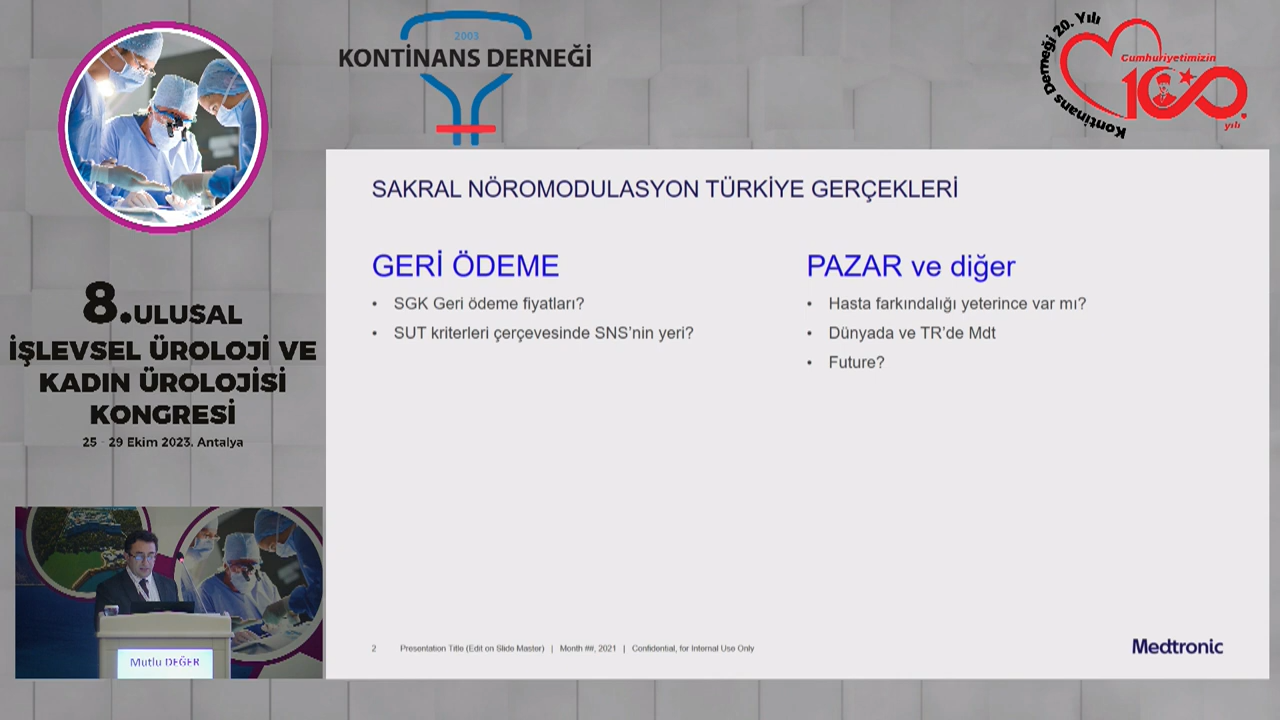 2003
KONTİNANS DERNEĞİ
Kontinans Derneği 20. Yılı
Cumhuriyetimizin
100.
yılı
8.ULUSAL
İŞLEVSEL ÜROLOJİ VE
KADIN ÜROLOJİSİ
KONGRESİ
25 - 29 Ekim 2023. Antalya
Mutlu DEĞER
SAKRAL NÖROMODULASYON TÜRKİYE GERÇEKLERİ
GERİ ÖDEME
• SGK Geri ödeme fiyatları?
• SUT kriterleri çerçevesinde SNS'nin yeri?
PAZAR ve diğer
• Hasta farkındalığı yeterince var mı?
• Dünyada ve TR'de Mdt
• Future?
2 Presentation Title (Edit on Slide Master) | Month ##, 2021 | Confidential, for Internal Use Only
Medtronic